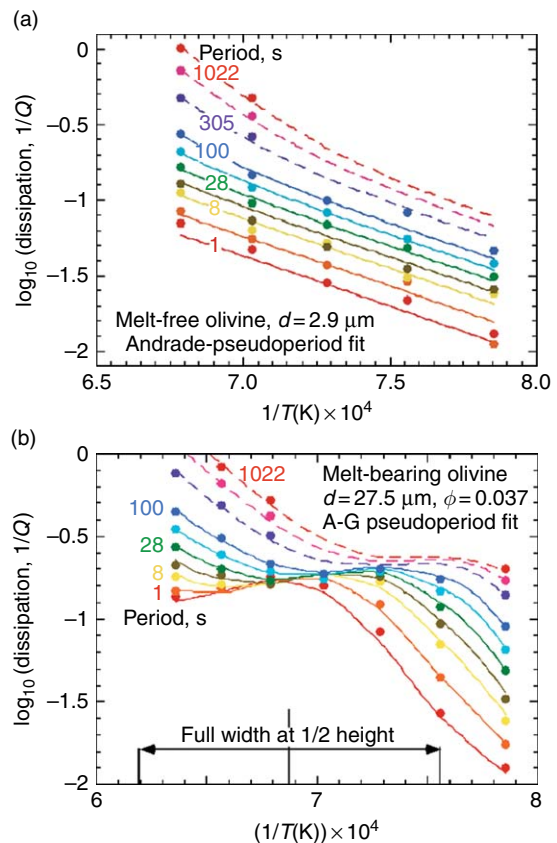 (a)
0
−0.5
−1
−1.5
−2
log10 (dissipation, 1/Q)
Period, s
1022
305
100
28
8
1
Melt-free olivine, d = 2.9 μm
Andrade-pseudoperiod fit
6.5 7.0 7.5 8.0
1/T(K) × 10⁴
(b)
0
−0.5
−1
−1.5
−2
log10 (dissipation, 1/Q)
1022
Melt-bearing olivine
d = 27.5 μm, ϕ = 0.037
A-G pseudoperiod fit
100
28
8
1
Period, s
Full width at 1/2 height
6 7 8
(1/T(K)) × 10⁴